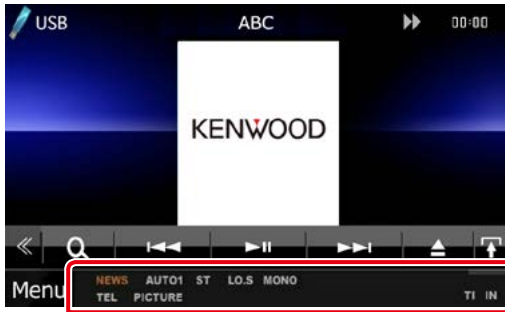 USB ABC 00:00
KENWOOD
Menu
NEWS AUTO1 ST LO.S MONO
TEL PICTURE TI IN